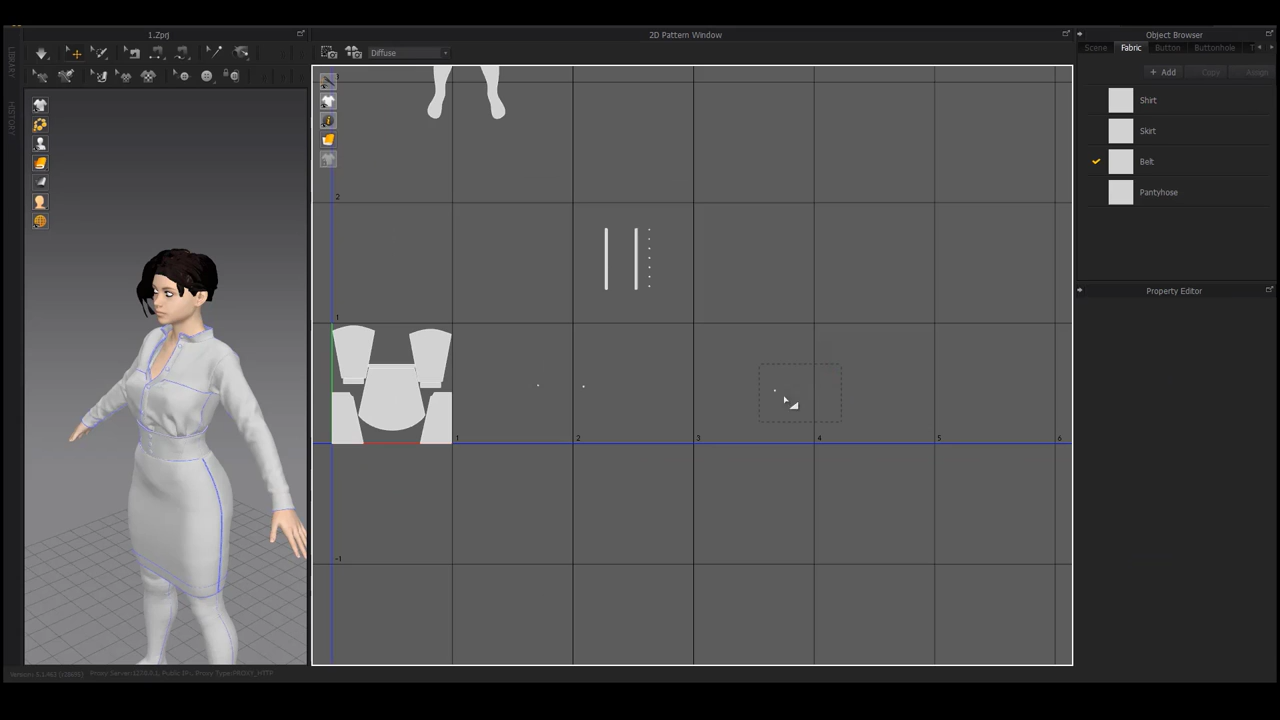 1.Zprj
2D Pattern Window
Object Browser
LIBRARY
HISTORY
Diffuse
Scene Fabric Button Buttonhole
+ Add Copy Assign
Shirt
Skirt
Belt
Pantyhose
Property Editor
2
1
1 2 3 4 5 6
-1